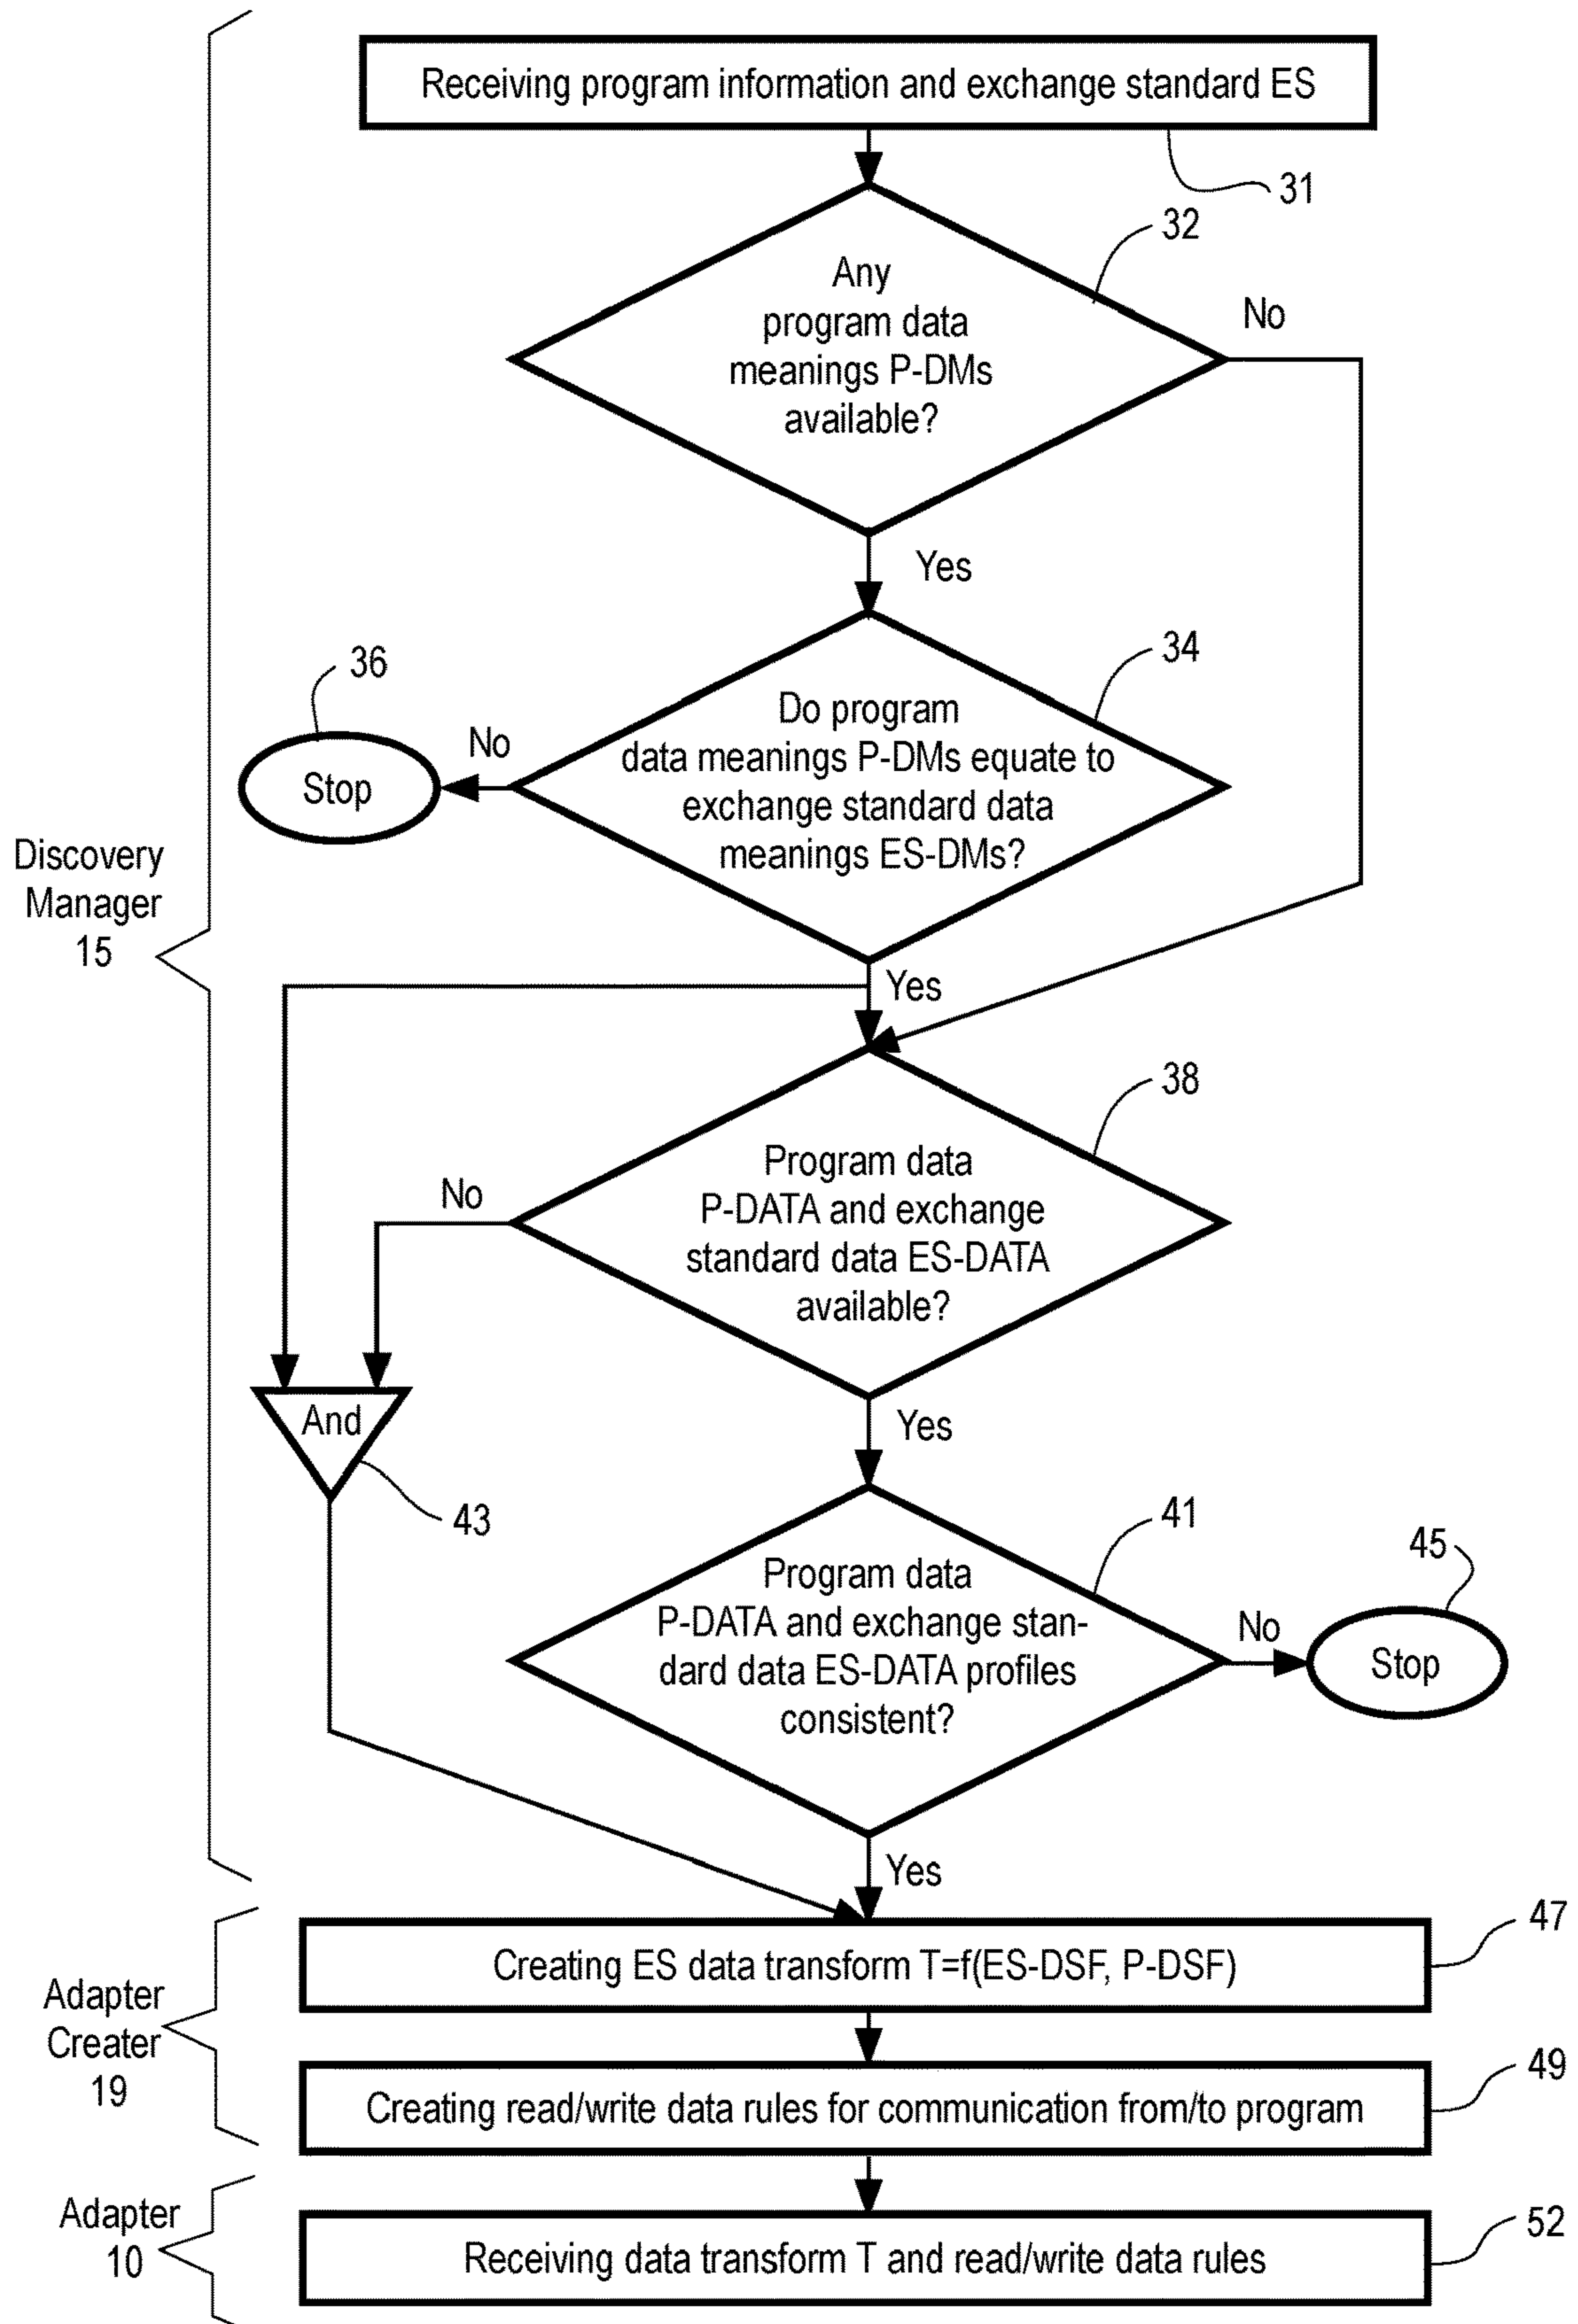 Receiving program information and exchange standard ES
31
32
Any
program data
meanings P-DMs
available?
No
Yes
34
36
Do program
data meanings P-DMs equate to
exchange standard data
meanings ES-DMs?
No
Stop
Discovery
Manager
15
Yes
38
Program data
P-DATA and exchange
standard data ES-DATA
available?
No
And
43
Yes
41
45
Program data
P-DATA and exchange stan-
dard data ES-DATA profiles
consistent?
No
Stop
Yes
47
Creating ES data transform T=f(ES-DSF, P-DSF)
Adapter
Creater
19
49
Creating read/write data rules for communication from/to program
Adapter
10
52
Receiving data transform T and read/write data rules